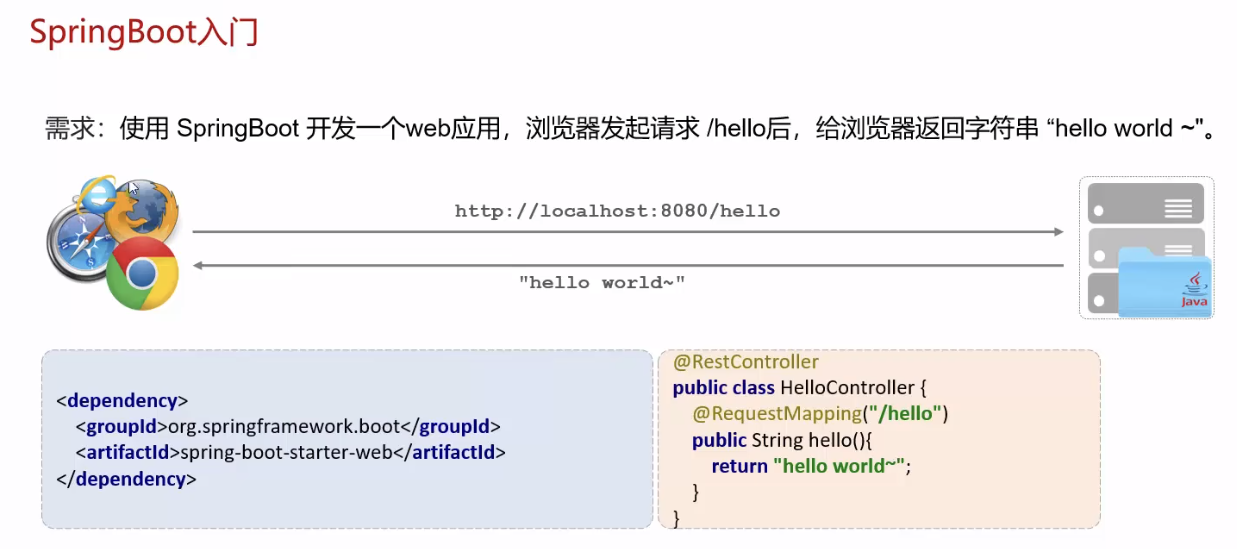 SpringBoot入门
需求：使用 SpringBoot 开发一个web应用，浏览器发起请求 /hello后，给浏览器返回字符串 “hello world ~"。
http://localhost:8080/hello
"hello world~"
Java
<dependency>
<groupId>org.springframework.boot</groupId>
<artifactId>spring-boot-starter-web</artifactId>
</dependency>
@RestController
public class HelloController {
@RequestMapping("/hello")
public String hello(){
return "hello world~";
}
}